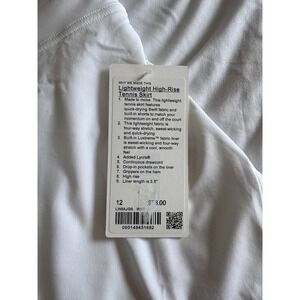 WHY WE MADE THIS
Lightweight High-Rise
Tennis Skirt
1. Made to move: This lightweight
tennis skirt features
quick-drying Swift fabric and
built-in shorts to match your
momentum on and off the court
2. This lightweight fabric is
four-way stretch, sweat-wicking
and quick-drying
3. Built-in Luxtreme™ fabric liner
is sweat-wicking and four-way
stretch with a cool, smooth
feel
4. Added Lycra®
5. Continuous drawcord
6. Drop-in pockets on the liner
7. Grippers on the hem
8. High rise
9. Liner length is 3.5"
12
8.00